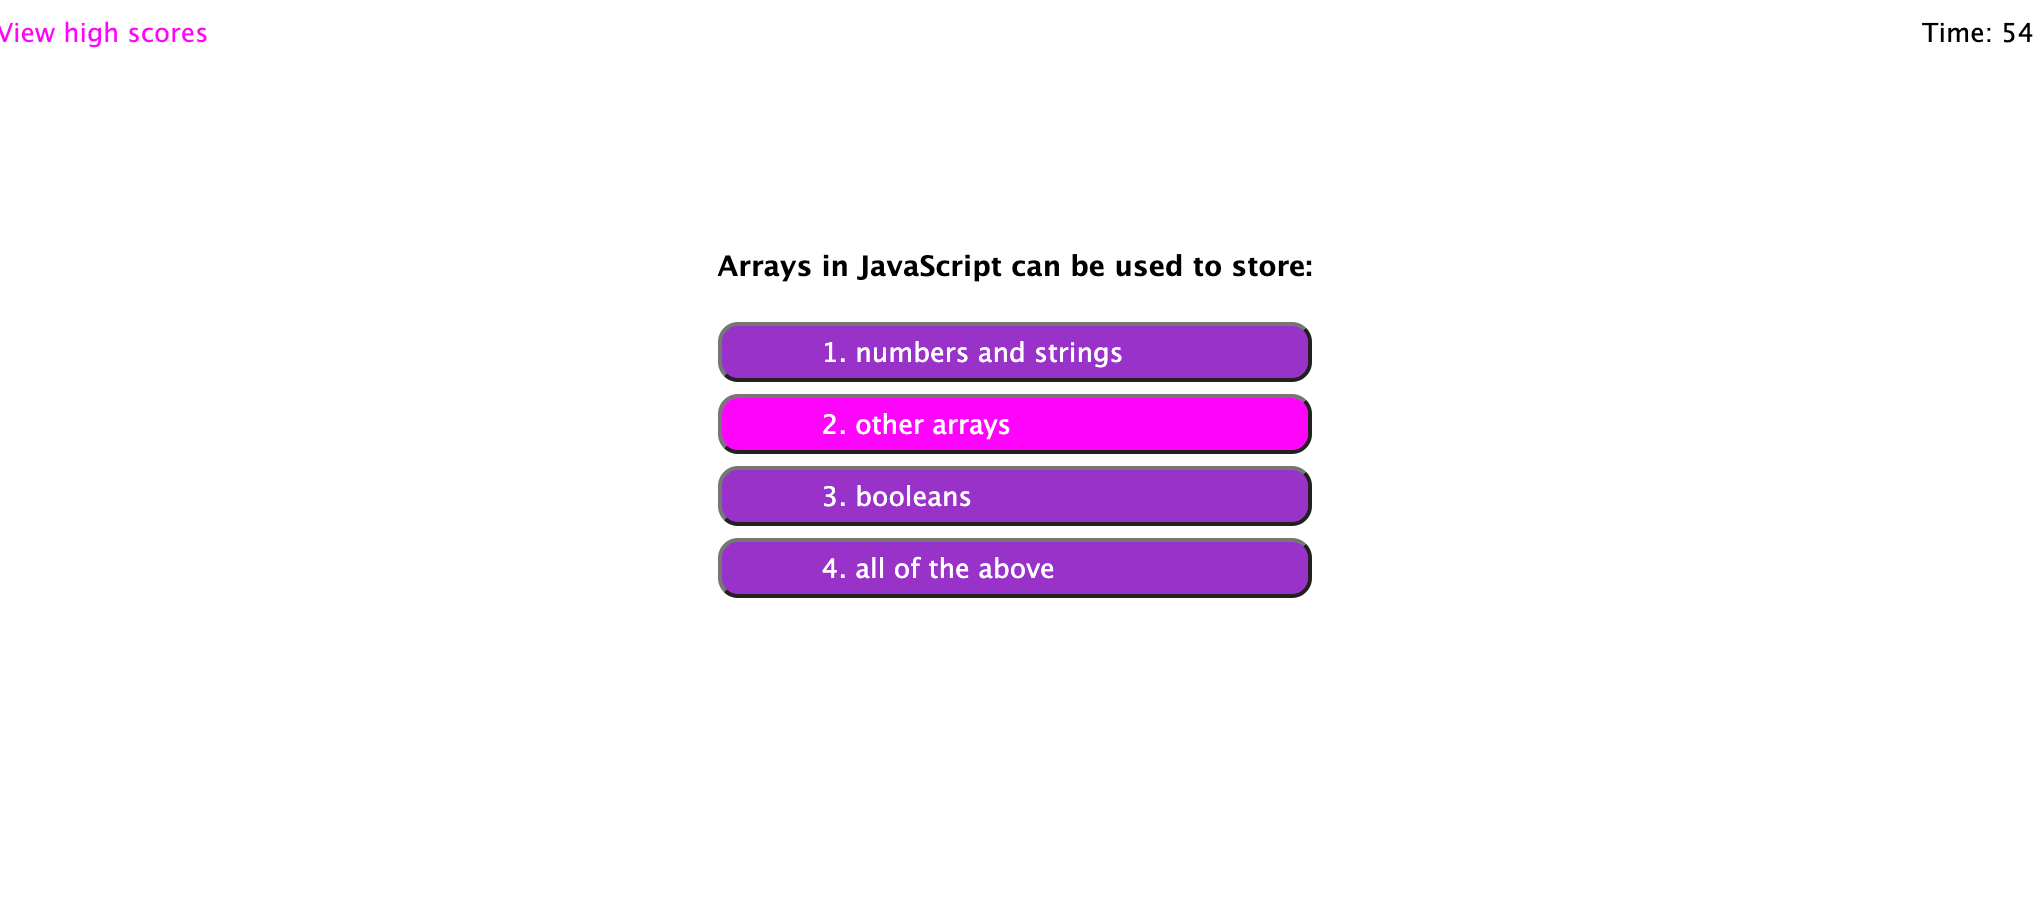 View high scores
Time: 54
Arrays in JavaScript can be used to store:
1. numbers and strings
2. other arrays
3. booleans
4. all of the above